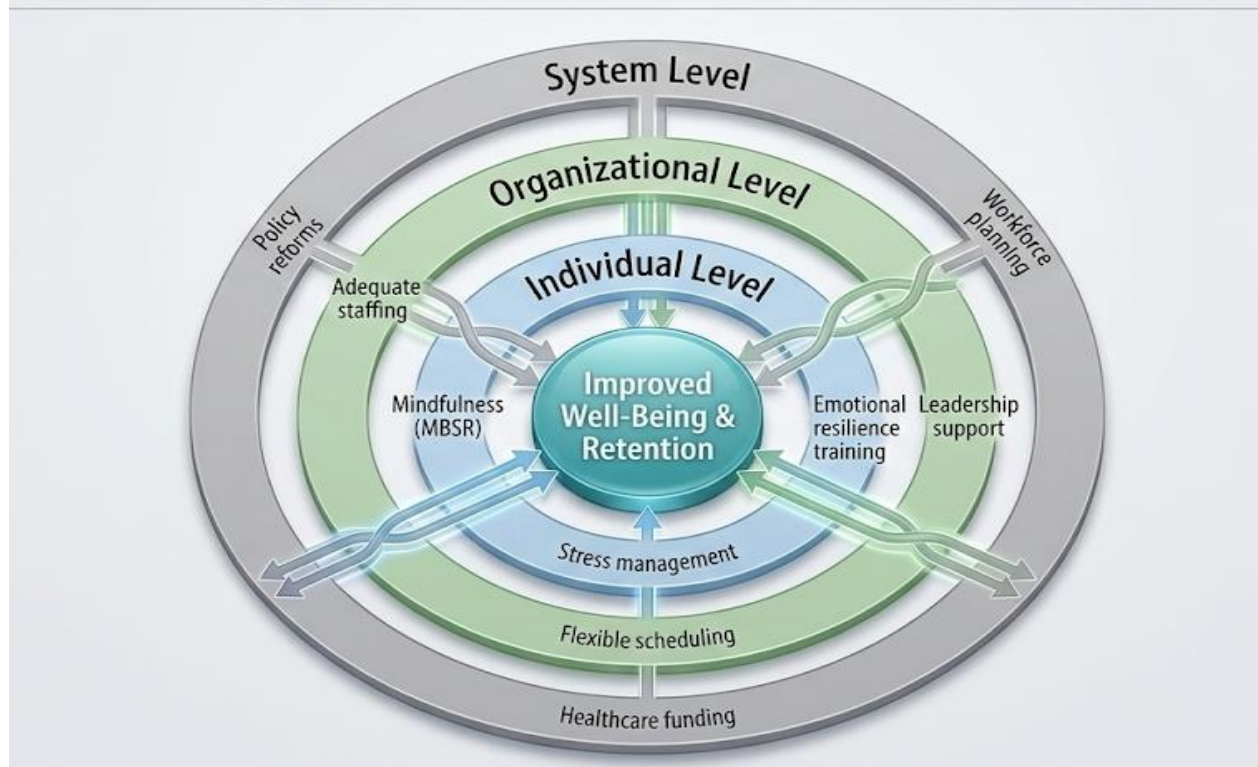 System Level
Organizational Level
Individual Level
Policy
reforms
Workforce
planning
Adequate
staffing
Improved
Well-Being &
Retention
Mindfulness
(MBSR)
Emotional
resilience
training
Leadership
support
Stress management
Flexible scheduling
Healthcare funding